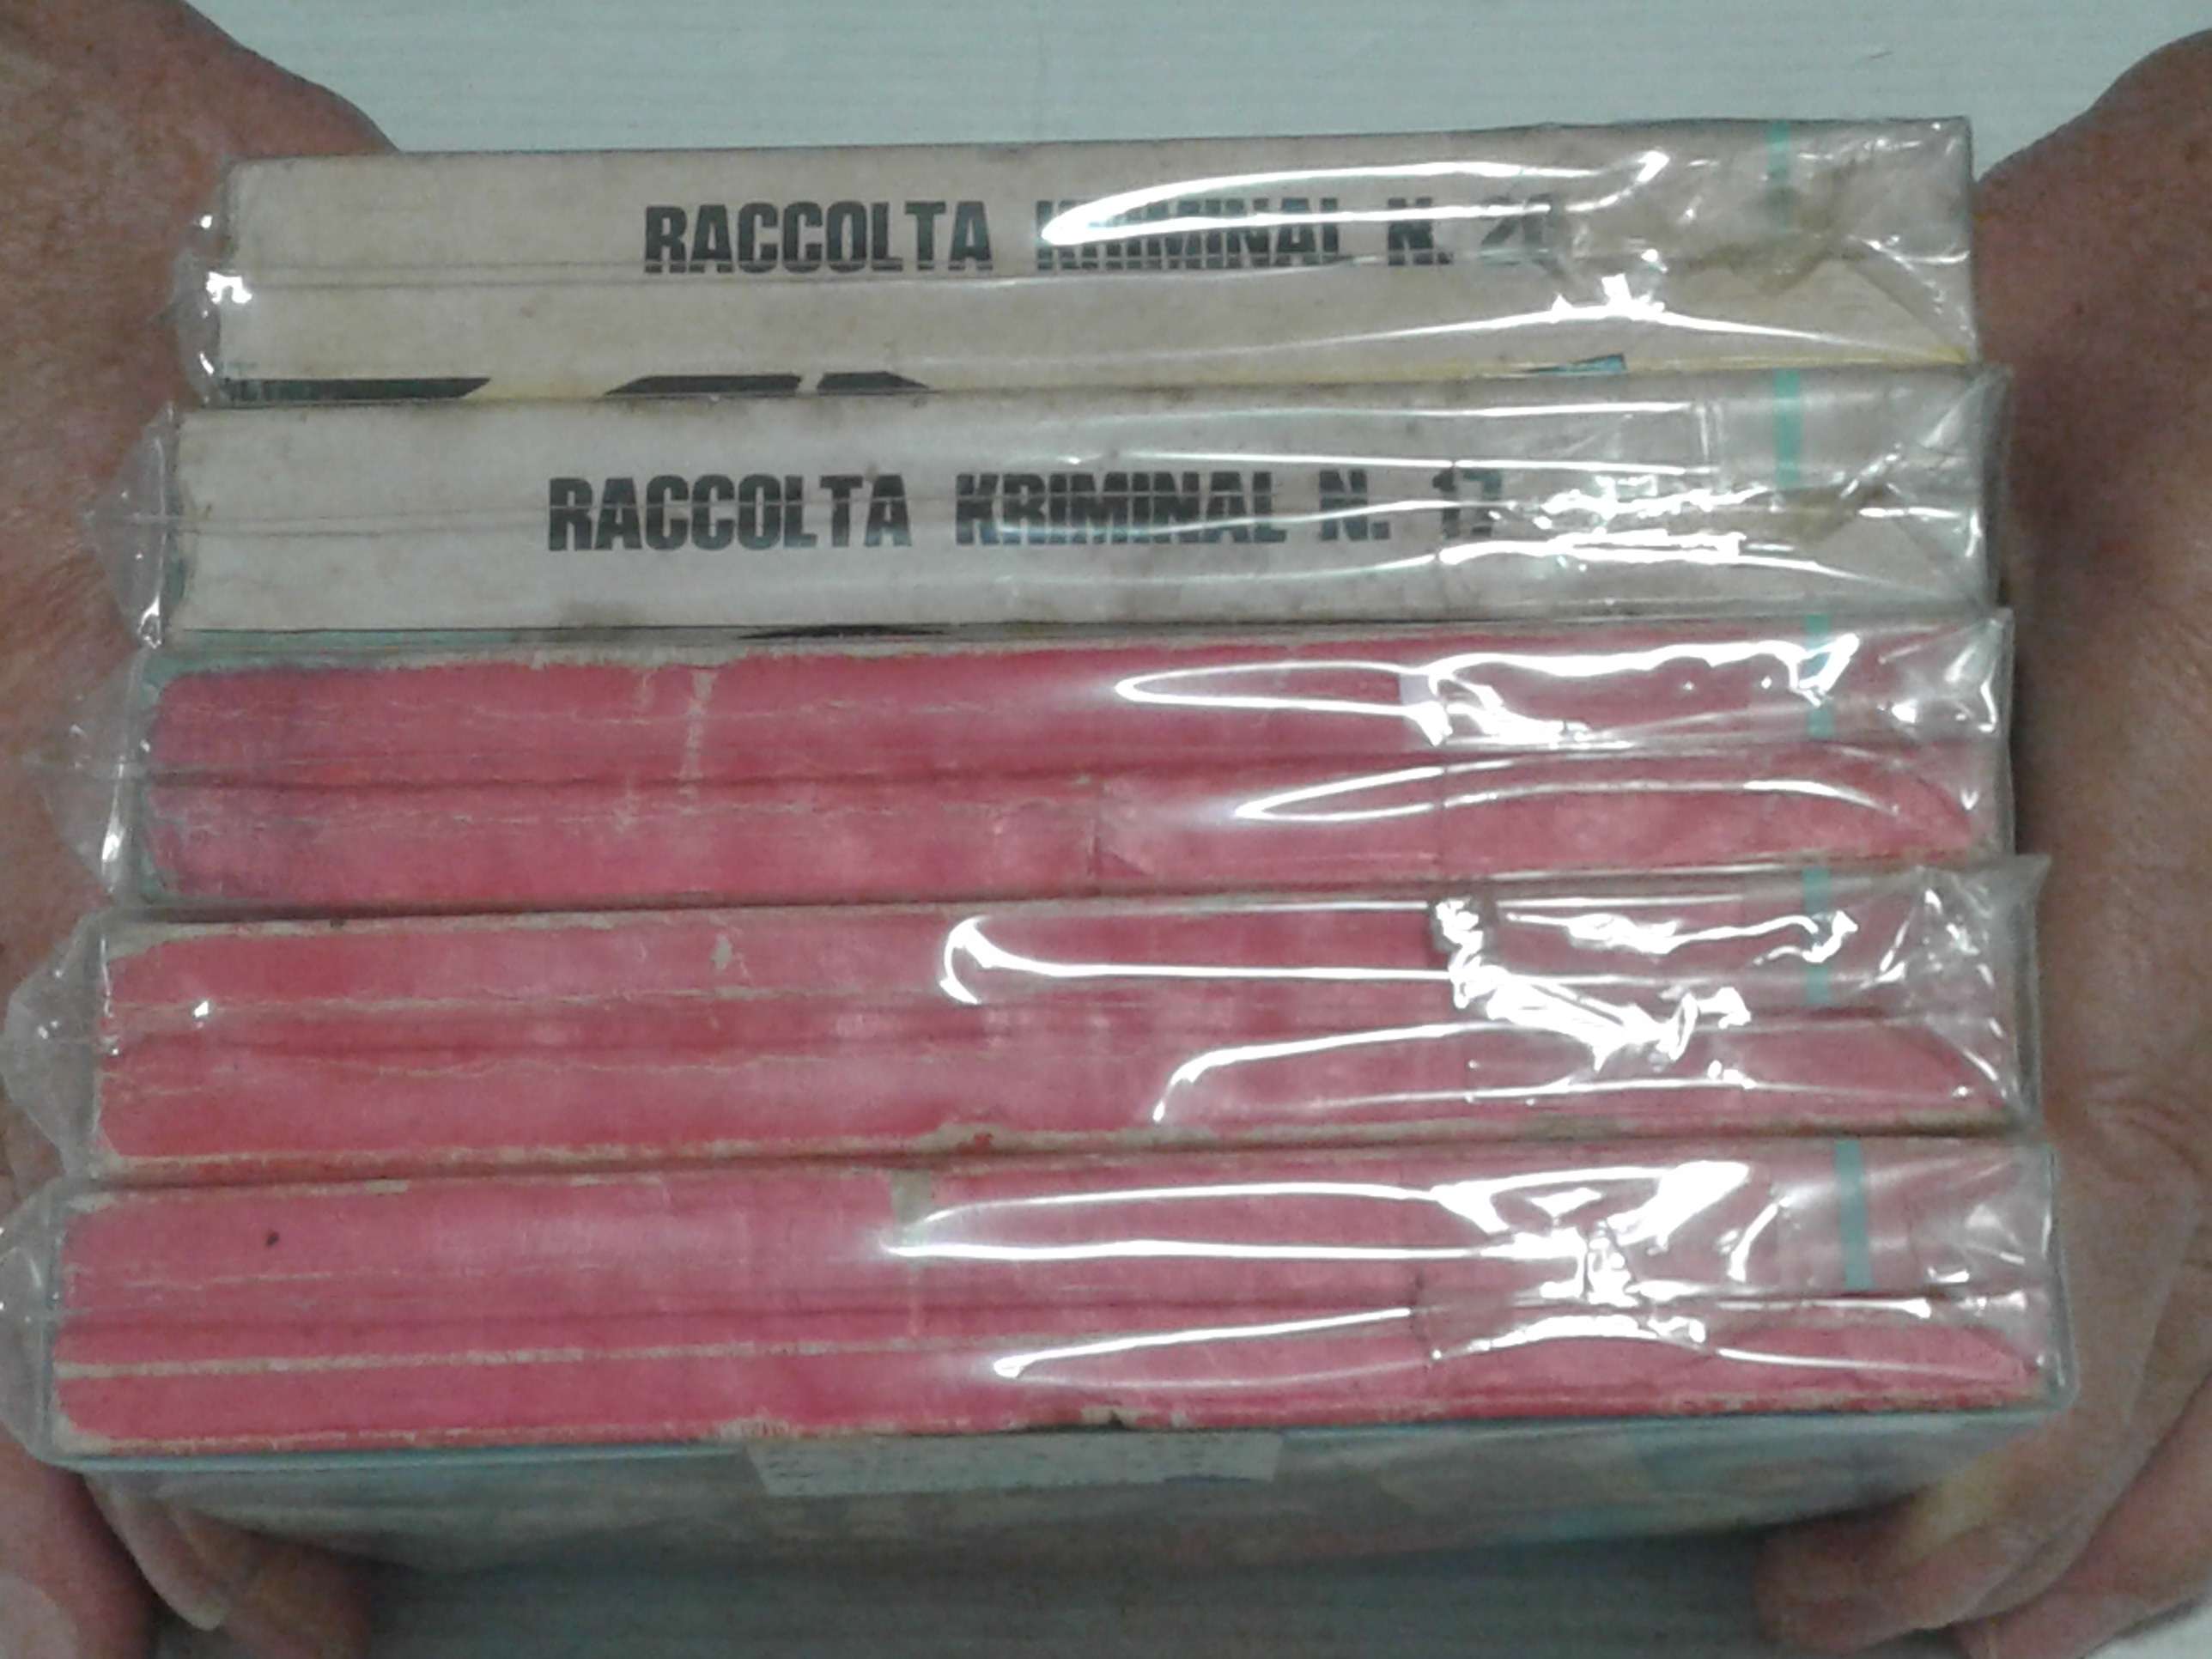 RACCOLTA KRIMINAL N.
RACCOLTA KRIMINAL N. 17